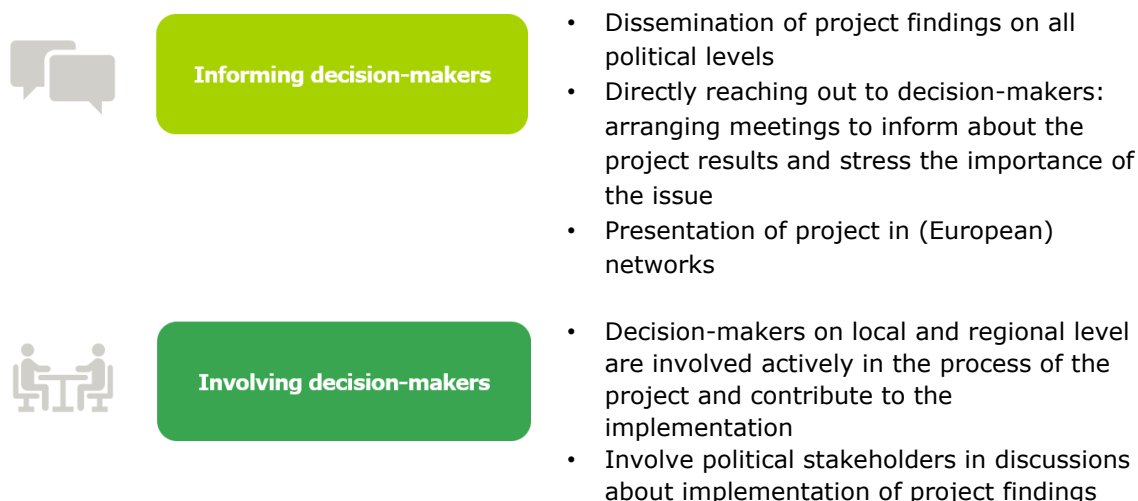 Informing decision-makers
• Dissemination of project findings on all
political levels
• Directly reaching out to decision-makers:
arranging meetings to inform about the
project results and stress the importance of
the issue
• Presentation of project in (European)
networks
Involving decision-makers
• Decision-makers on local and regional level
are involved actively in the process of the
project and contribute to the
implementation
• Involve political stakeholders in discussions
about implementation of project findings